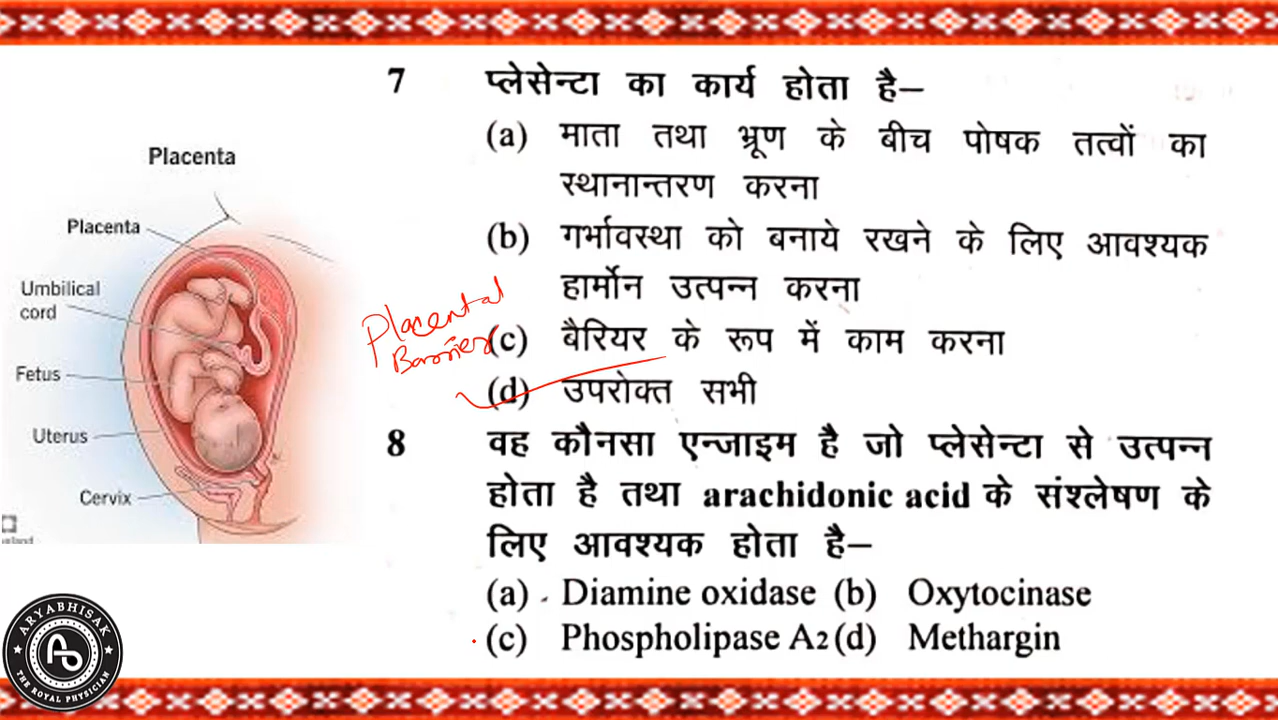 Placenta
Placenta
Umbilical
cord
Fetus
Uterus
Cervix
7 प्लेसेन्टा का कार्य होता है–
(a) माता तथा भ्रूण के बीच पोषक तत्वों का
स्थानान्तरण करना
(b) गर्भावस्था को बनाये रखने के लिए आवश्यक
हार्मोन उत्पन्न करना
Placental
Barrier
(c) बैरियर के रूप में काम करना
(d) उपरोक्त सभी
8 वह कौनसा एन्जाइम है जो प्लेसेन्टा से उत्पन्न
होता है तथा arachidonic acid के संश्लेषण के
लिए आवश्यक होता है–
(a) Diamine oxidase (b) Oxytocinase
(c) Phospholipase A2 (d) Methargin
ARYABHISAK
THE ROYAL PHYSICIAN